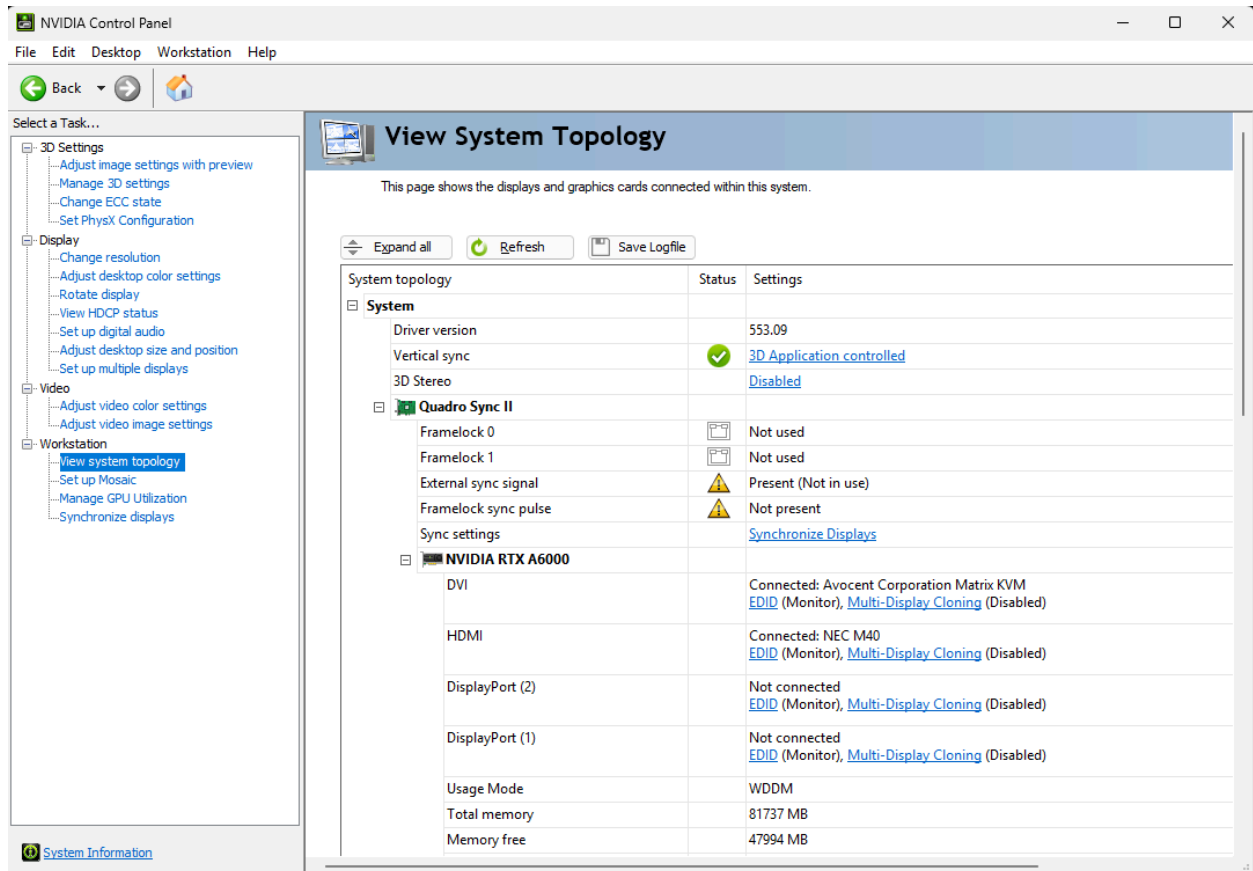 NVIDIA Control Panel
File Edit Desktop Workstation Help
Back
Select a Task...
3D Settings
Adjust image settings with preview
Manage 3D settings
Change ECC state
Set PhysX Configuration
Display
Change resolution
Adjust desktop color settings
Rotate display
View HDCP status
Set up digital audio
Adjust desktop size and position
Set up multiple displays
Video
Adjust video color settings
Adjust video image settings
Workstation
View system topology
Set up Mosaic
Manage GPU Utilization
Synchronize displays
System Information
View System Topology
This page shows the displays and graphics cards connected within this system.
Expand all Refresh Save Logfile
System topology Status Settings
System
Driver version 553.09
Vertical sync 3D Application controlled
3D Stereo Disabled
Quadro Sync II
Framelock 0 Not used
Framelock 1 Not used
External sync signal Present (Not in use)
Framelock sync pulse Not present
Sync settings Synchronize Displays
NVIDIA RTX A6000
DVI Connected: Avocent Corporation Matrix KVM
EDID (Monitor), Multi-Display Cloning (Disabled)
HDMI Connected: NEC M40
EDID (Monitor), Multi-Display Cloning (Disabled)
DisplayPort (2) Not connected
EDID (Monitor), Multi-Display Cloning (Disabled)
DisplayPort (1) Not connected
EDID (Monitor), Multi-Display Cloning (Disabled)
Usage Mode WDDM
Total memory 81737 MB
Memory free 47994 MB